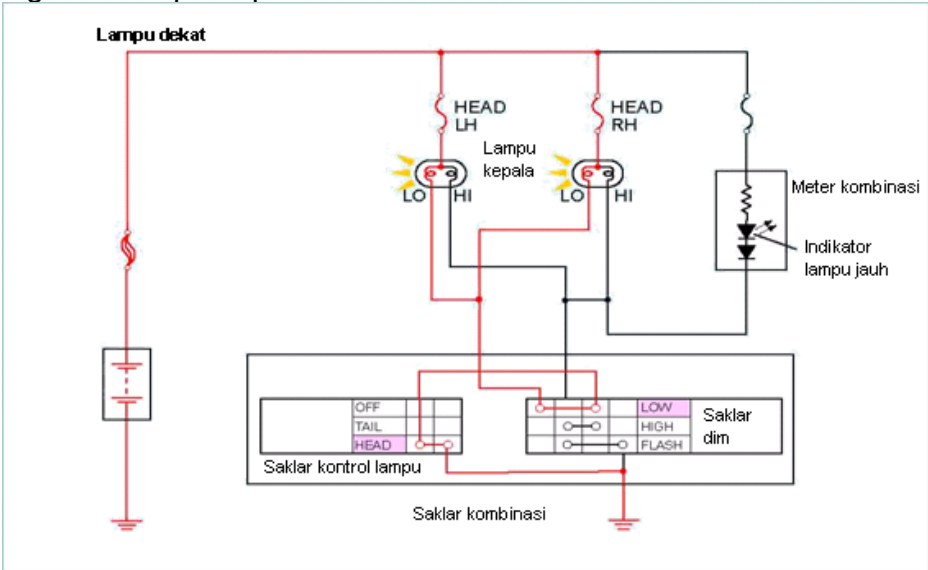 Lampu dekat
HEAD
LH
HEAD
RH
Lampu
kepala
LO HI
LO HI
Meter kombinasi
Indikator
lampu jauh
OFF
TAIL
HEAD
LOW
HIGH
FLASH
Saklar
dim
Saklar kontrol lampu
Saklar kombinasi